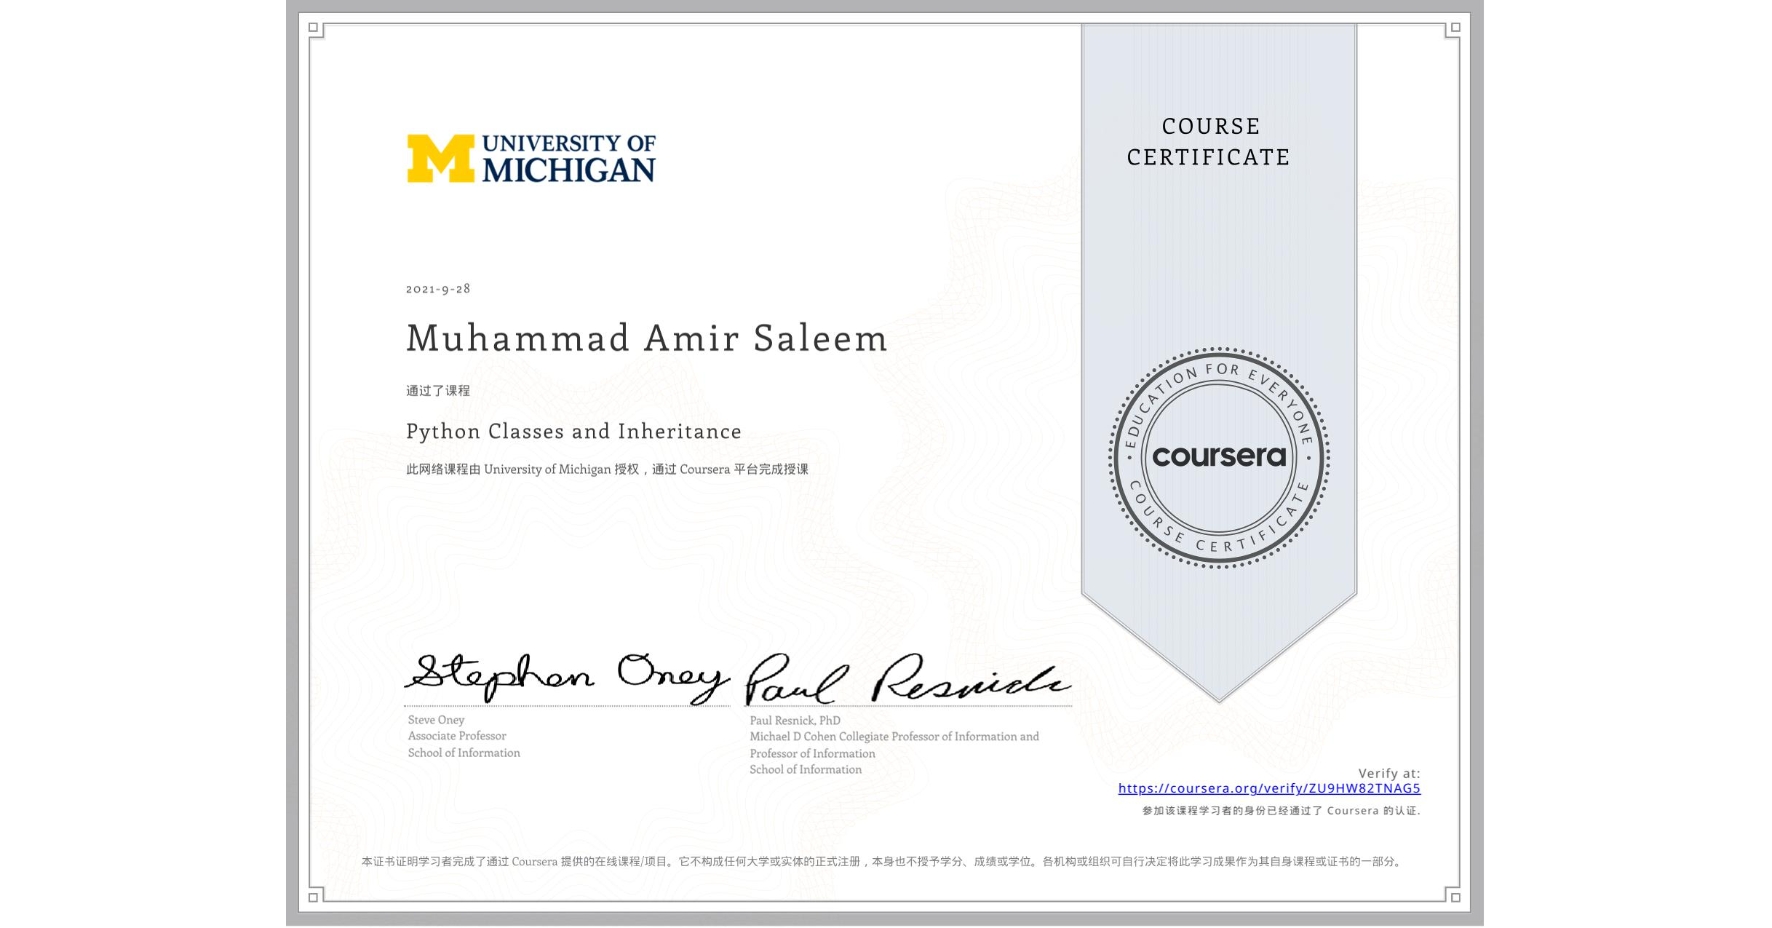 UNIVERSITY OF
MICHIGAN
COURSE
CERTIFICATE
2021-9-28
Muhammad Amir Saleem
通过了课程
Python Classes and Inheritance
此网络课程由 University of Michigan 授权，通过 Coursera 平台完成授课
EDUCATION FOR EVERYONE
coursera
COURSE CERTIFICATE
Stephen Oney
Paul Resnick
Steve Oney
Associate Professor
School of Information
Paul Resnick, PhD
Michael D Cohen Collegiate Professor of Information and
Professor of Information
School of Information
Verify at:
https://coursera.org/verify/ZU9HW82TNAG5
参加该课程学习者的身份已经通过了 Coursera 的认证.
本证书证明学习者完成了通过 Coursera 提供的在线课程/项目。它不构成任何大学或实体的正式注册，本身也不授予学分、成绩或学位。各机构或组织可自行决定将此学习成果作为其自身课程或证书的一部分。